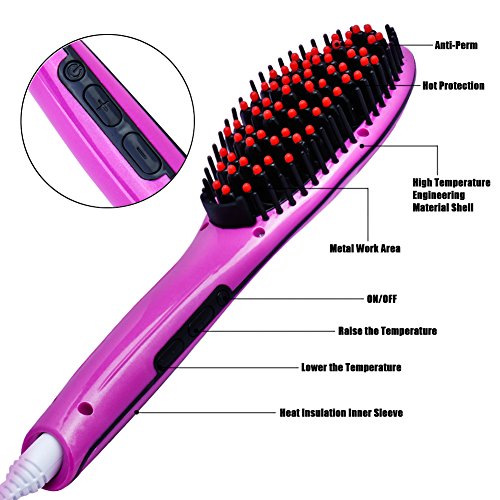 Anti-Perm
Hot Protection
High Temperature
Engineering
Material Shell
Metal Work Area
ON/OFF
Raise the Temperature
Lower the Temperature
Heat Insulation Inner Sleeve